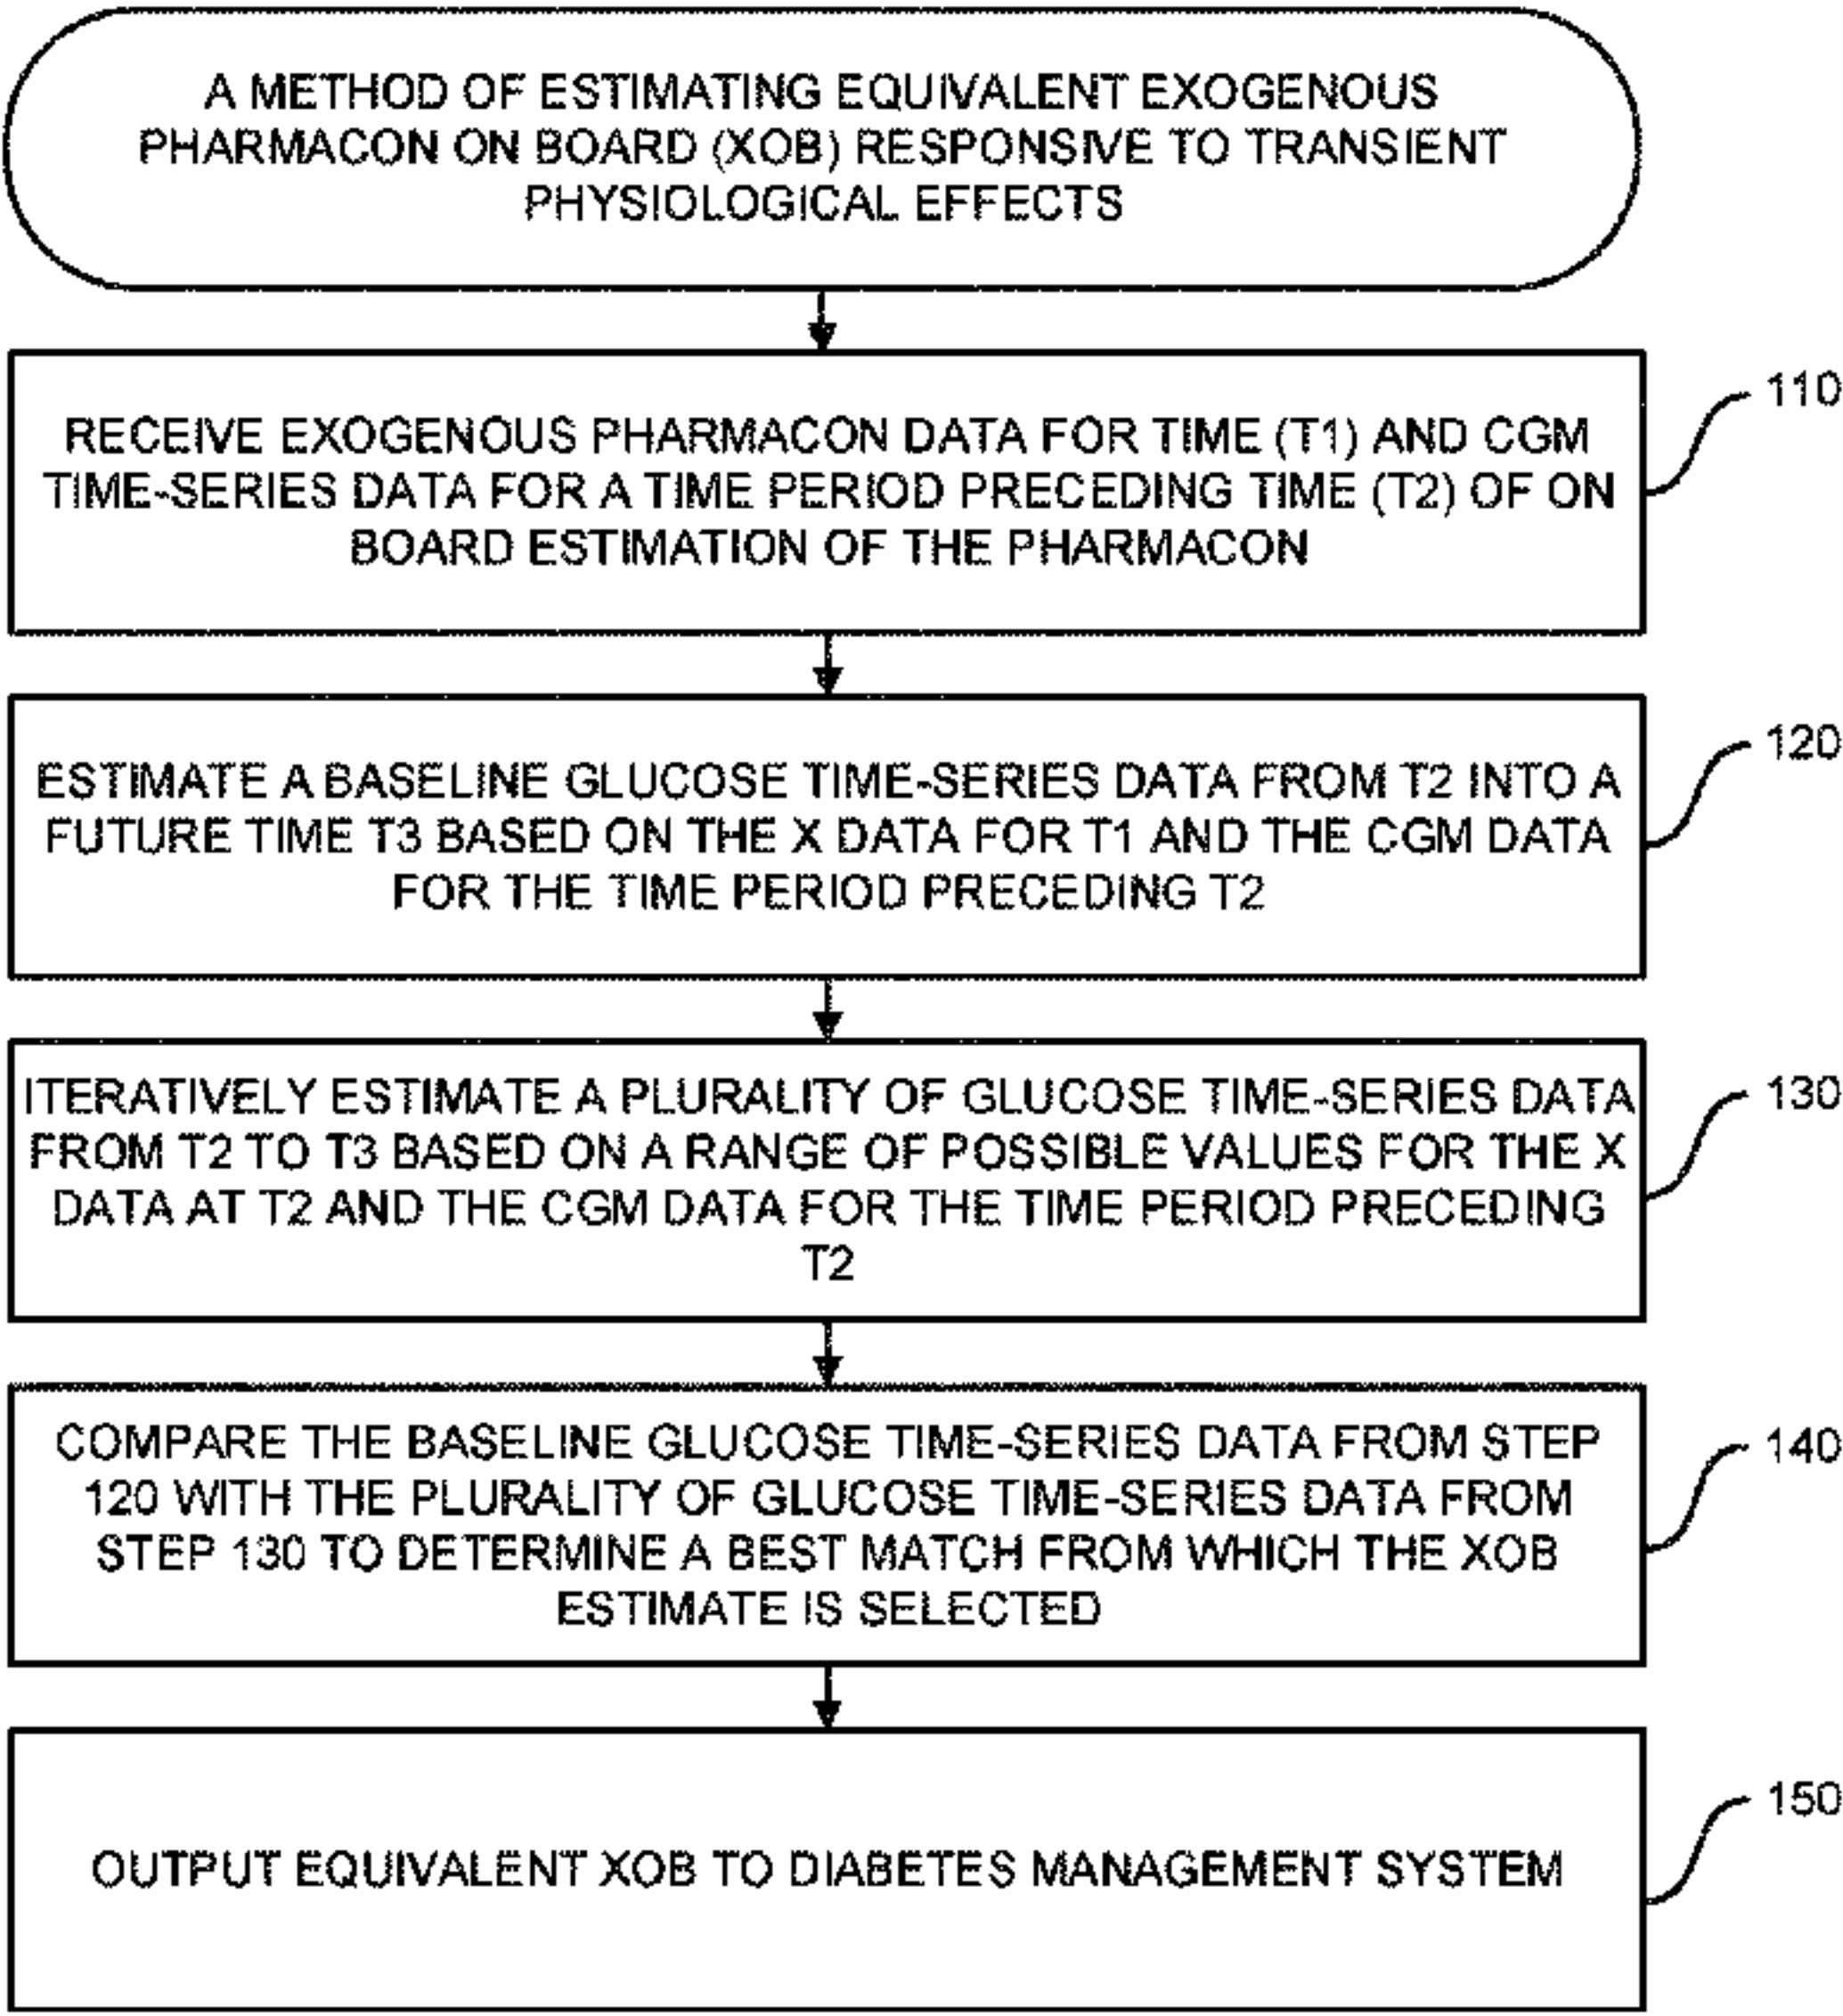 A METHOD OF ESTIMATING EQUIVALENT EXOGENOUS
PHARMACON ON BOARD (XOB) RESPONSIVE TO TRANSIENT
PHYSIOLOGICAL EFFECTS
110
RECEIVE EXOGENOUS PHARMACON DATA FOR TIME (T1) AND CGM
TIME-SERIES DATA FOR A TIME PERIOD PRECEDING TIME (T2) OF ON
BOARD ESTIMATION OF THE PHARMACON
120
ESTIMATE A BASELINE GLUCOSE TIME-SERIES DATA FROM T2 INTO A
FUTURE TIME T3 BASED ON THE X DATA FOR T1 AND THE CGM DATA
FOR THE TIME PERIOD PRECEDING T2
130
ITERATIVELY ESTIMATE A PLURALITY OF GLUCOSE TIME-SERIES DATA
FROM T2 TO T3 BASED ON A RANGE OF POSSIBLE VALUES FOR THE X
DATA AT T2 AND THE CGM DATA FOR THE TIME PERIOD PRECEDING
T2
140
COMPARE THE BASELINE GLUCOSE TIME-SERIES DATA FROM STEP
120 WITH THE PLURALITY OF GLUCOSE TIME-SERIES DATA FROM
STEP 130 TO DETERMINE A BEST MATCH FROM WHICH THE XOB
ESTIMATE IS SELECTED
150
OUTPUT EQUIVALENT XOB TO DIABETES MANAGEMENT SYSTEM